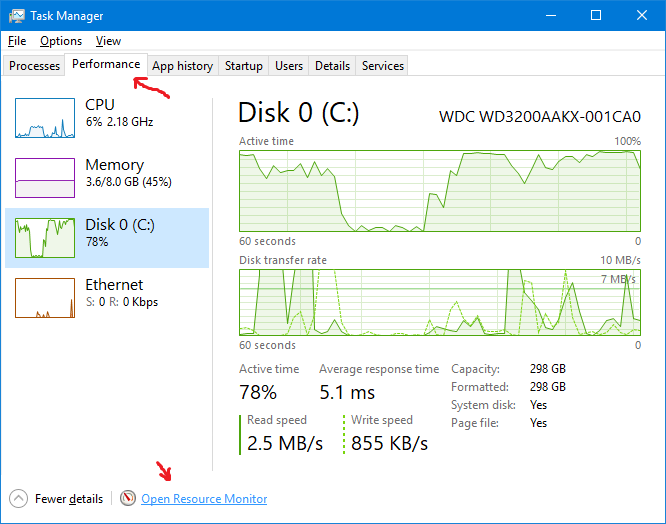 Task Manager
File Options View
Processes Performance App history Startup Users Details Services
CPU
6% 2.18 GHz
Memory
3.6/8.0 GB (45%)
Disk 0 (C:)
78%
Ethernet
S: 0 R: 0 Kbps
Disk 0 (C:) WDC WD3200AAKX-001CA0
Active time 100%
60 seconds 0
Disk transfer rate 10 MB/s
7 MB/s
60 seconds 0
Active time Average response time
78% 5.1 ms
Read speed Write speed
2.5 MB/s 855 KB/s
Capacity: 298 GB
Formatted: 298 GB
System disk: Yes
Page file: Yes
Fewer details Open Resource Monitor